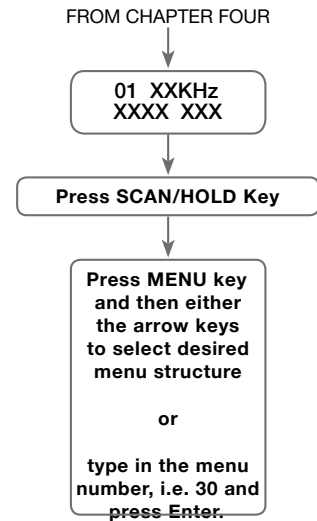 FROM CHAPTER FOUR
01 XXKHz
XXXX XXX
Press SCAN/HOLD Key
Press MENU key
and then either
the arrow keys
to select desired
menu structure
or
type in the menu
number, i.e. 30 and
press Enter.